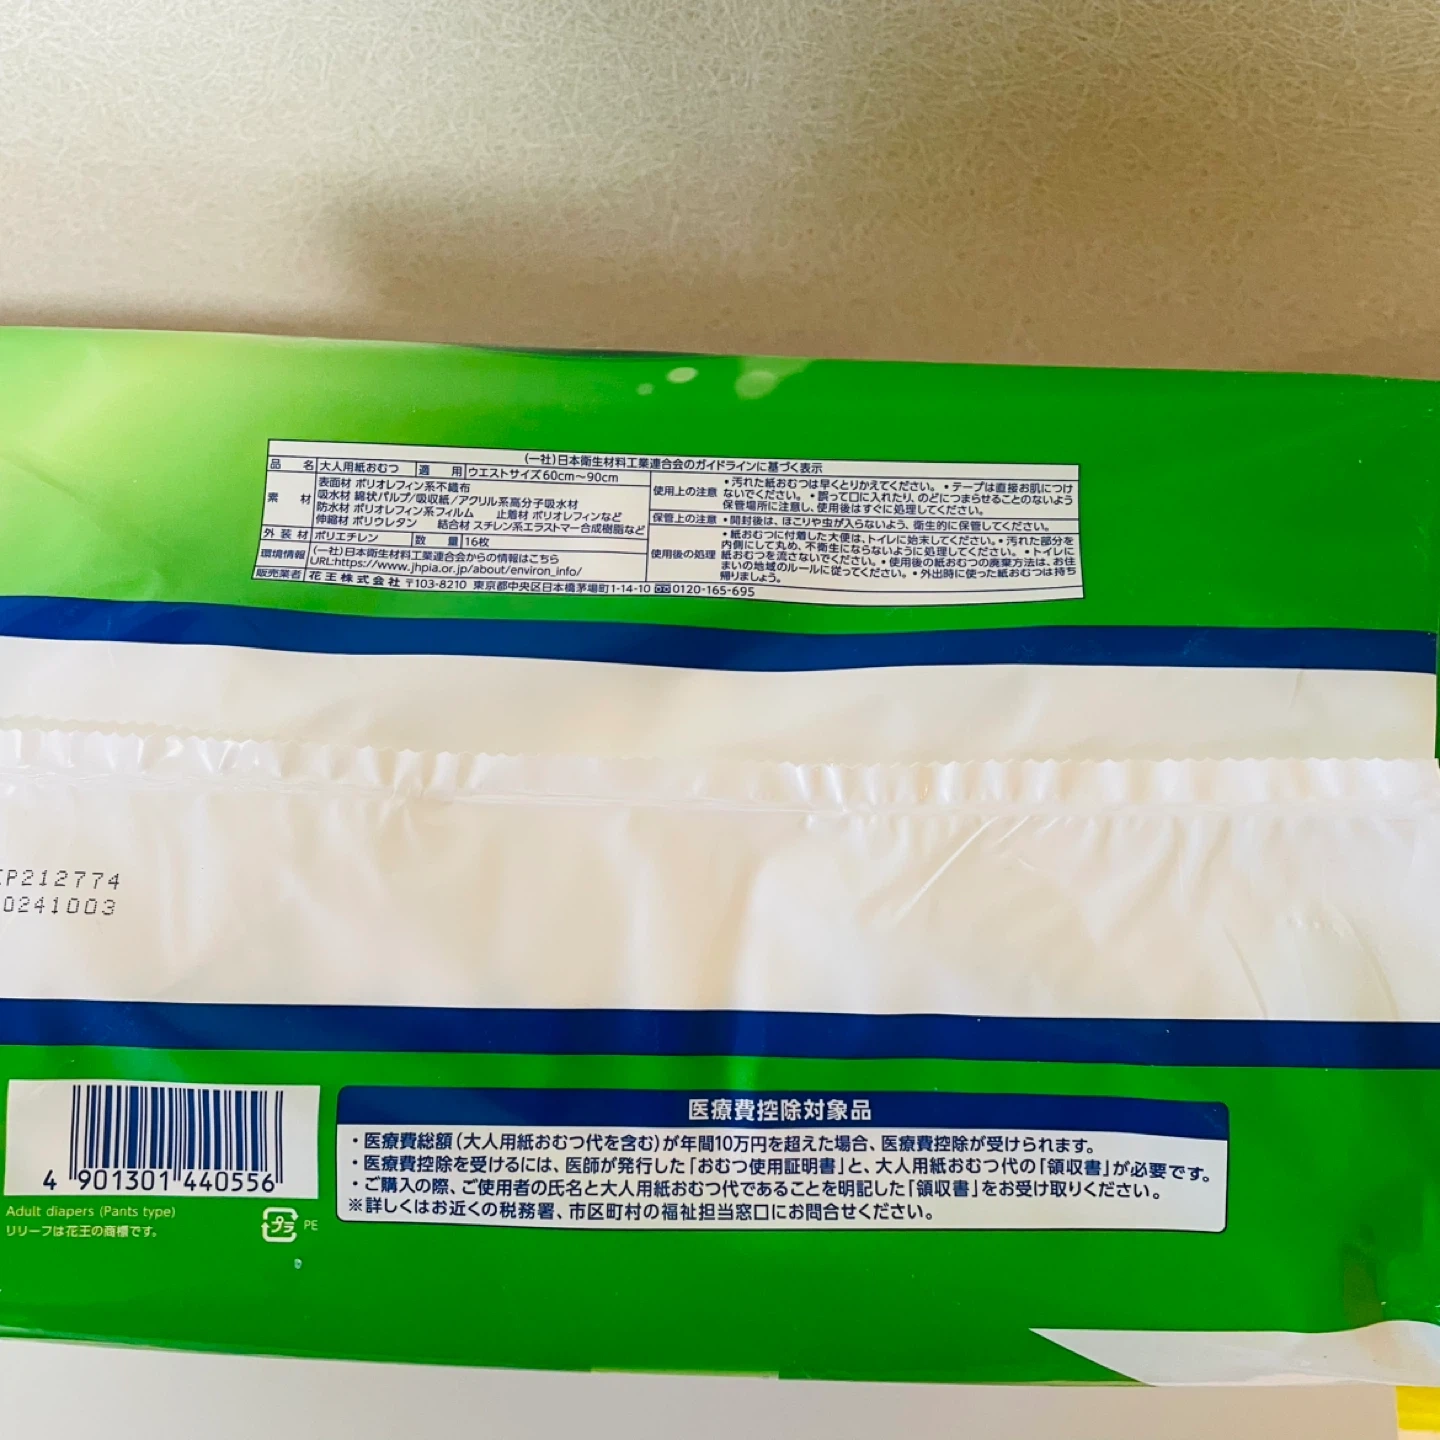 (一社)日本衛生材料工業連合会のガイドラインに基づく表示
品名 大人用紙おむつ 適用 ウエストサイズ60cm〜90cm
素材 表面材 ポリオレフィン系不織布
吸水材 綿状パルプ/吸収紙/アクリル系高分子吸水材
防水材 ポリオレフィン系フィルム 止着材 ポリオレフィンなど
伸縮材 ポリウレタン 結合材 スチレン系エラストマー合成樹脂など
外装材 ポリエチレン 数量 16枚
環境情報 (一社)日本衛生材料工業連合会からの情報はこちら
URL:https://www.jhpia.or.jp/about/environ_info/
販売業者 花王株式会社 〒103-8210 東京都中央区日本橋茅場町1-14-10 0120-165-695
使用上の注意 •汚れた紙おむつは早くとりかえてください。•テープは直接お肌につけ
ないでください。•誤って口に入れたり、のどにつまらせることのないよう
保管場所に注意し、使用後はすぐに処理してください。
保管上の注意 •開封後は、ほこりや虫が入らないよう、衛生的に保管してください。
使用後の処理 •紙おむつに付着した大便は、トイレに始末してください。•汚れた部分を
内側にして丸め、不衛生にならないように処理してください。•トイレに
紙おむつを流さないでください。•使用後の紙おむつの廃棄方法は、お住
まいの地域のルールに従ってください。•外出時に使った紙おむつは持ち
帰りましょう。
P212774
0241003
4 901301 440556
Adult diapers (Pants type)
リリーフは花王の商標です。
プラ PE
医療費控除対象品
・医療費総額(大人用紙おむつ代を含む)が年間10万円を超えた場合、医療費控除が受けられます。
・医療費控除を受けるには、医師が発行した「おむつ使用証明書」と、大人用紙おむつ代の「領収書」が必要です。
・ご購入の際、ご使用者の氏名と大人用紙おむつ代であることを明記した「領収書」をお受け取りください。
※詳しくはお近くの税務署、市区町村の福祉担当窓口にお問合せください。